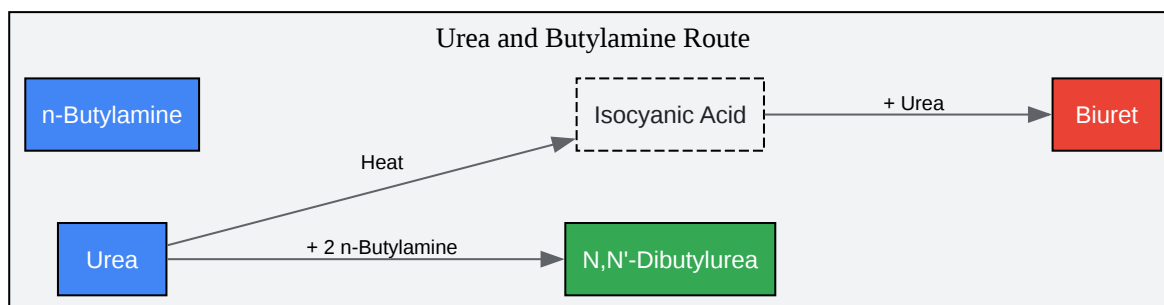 Urea and Butylamine Route
n-Butylamine
Isocyanic Acid
+ Urea
Biuret
Heat
Urea
+ 2 n-Butylamine
N,N'-Dibutylurea